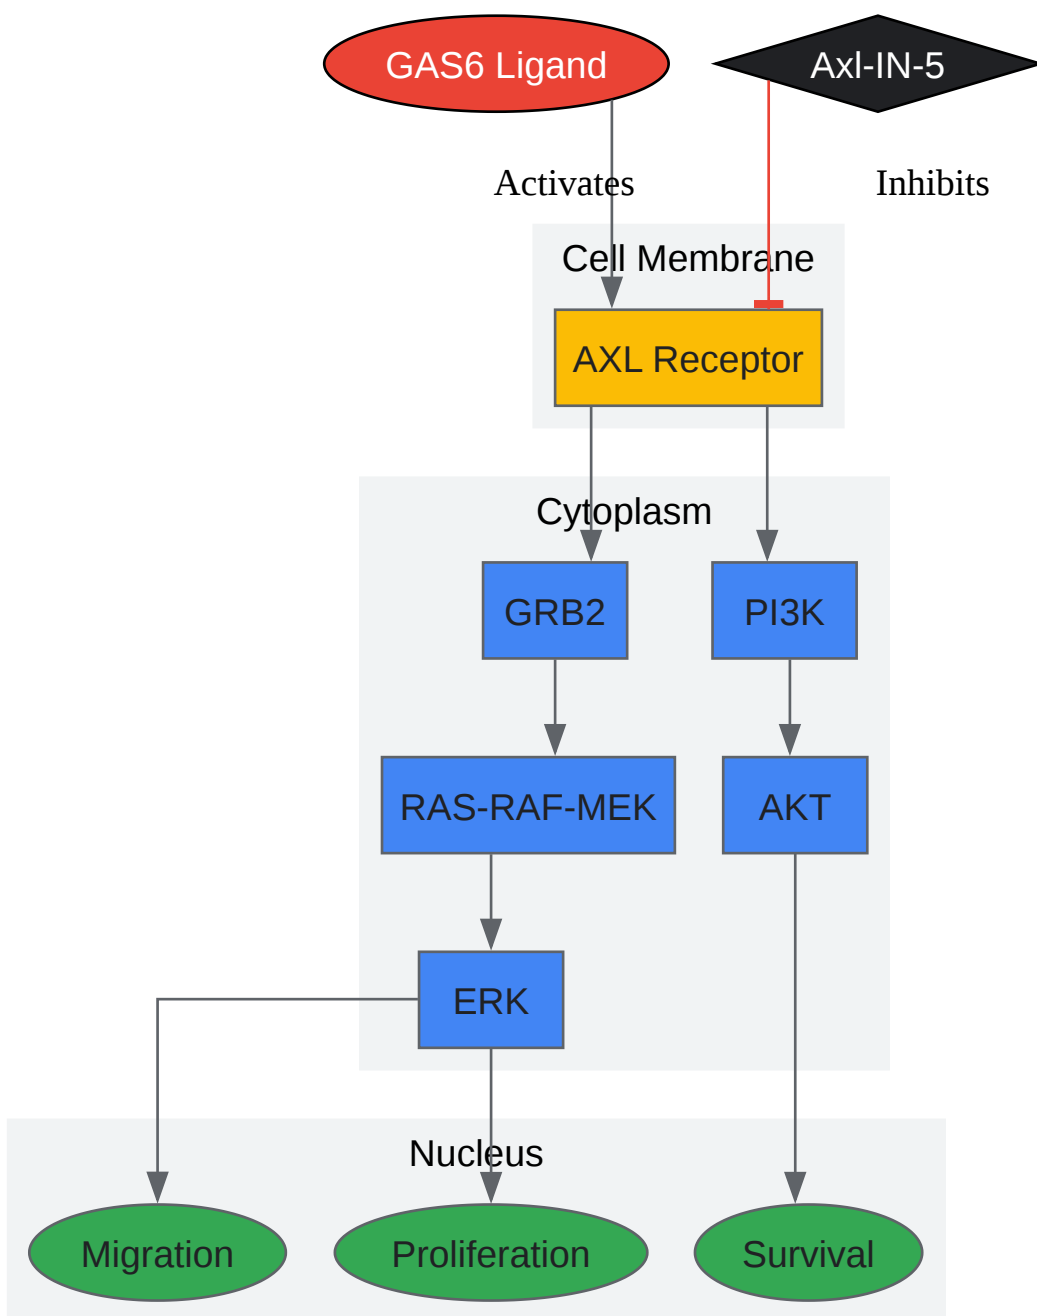 GAS6 Ligand
Axl-IN-5
Activates
Inhibits
Cell Membrane
AXL Receptor
Cytoplasm
GRB2
PI3K
RAS-RAF-MEK
AKT
ERK
Nucleus
Migration
Proliferation
Survival